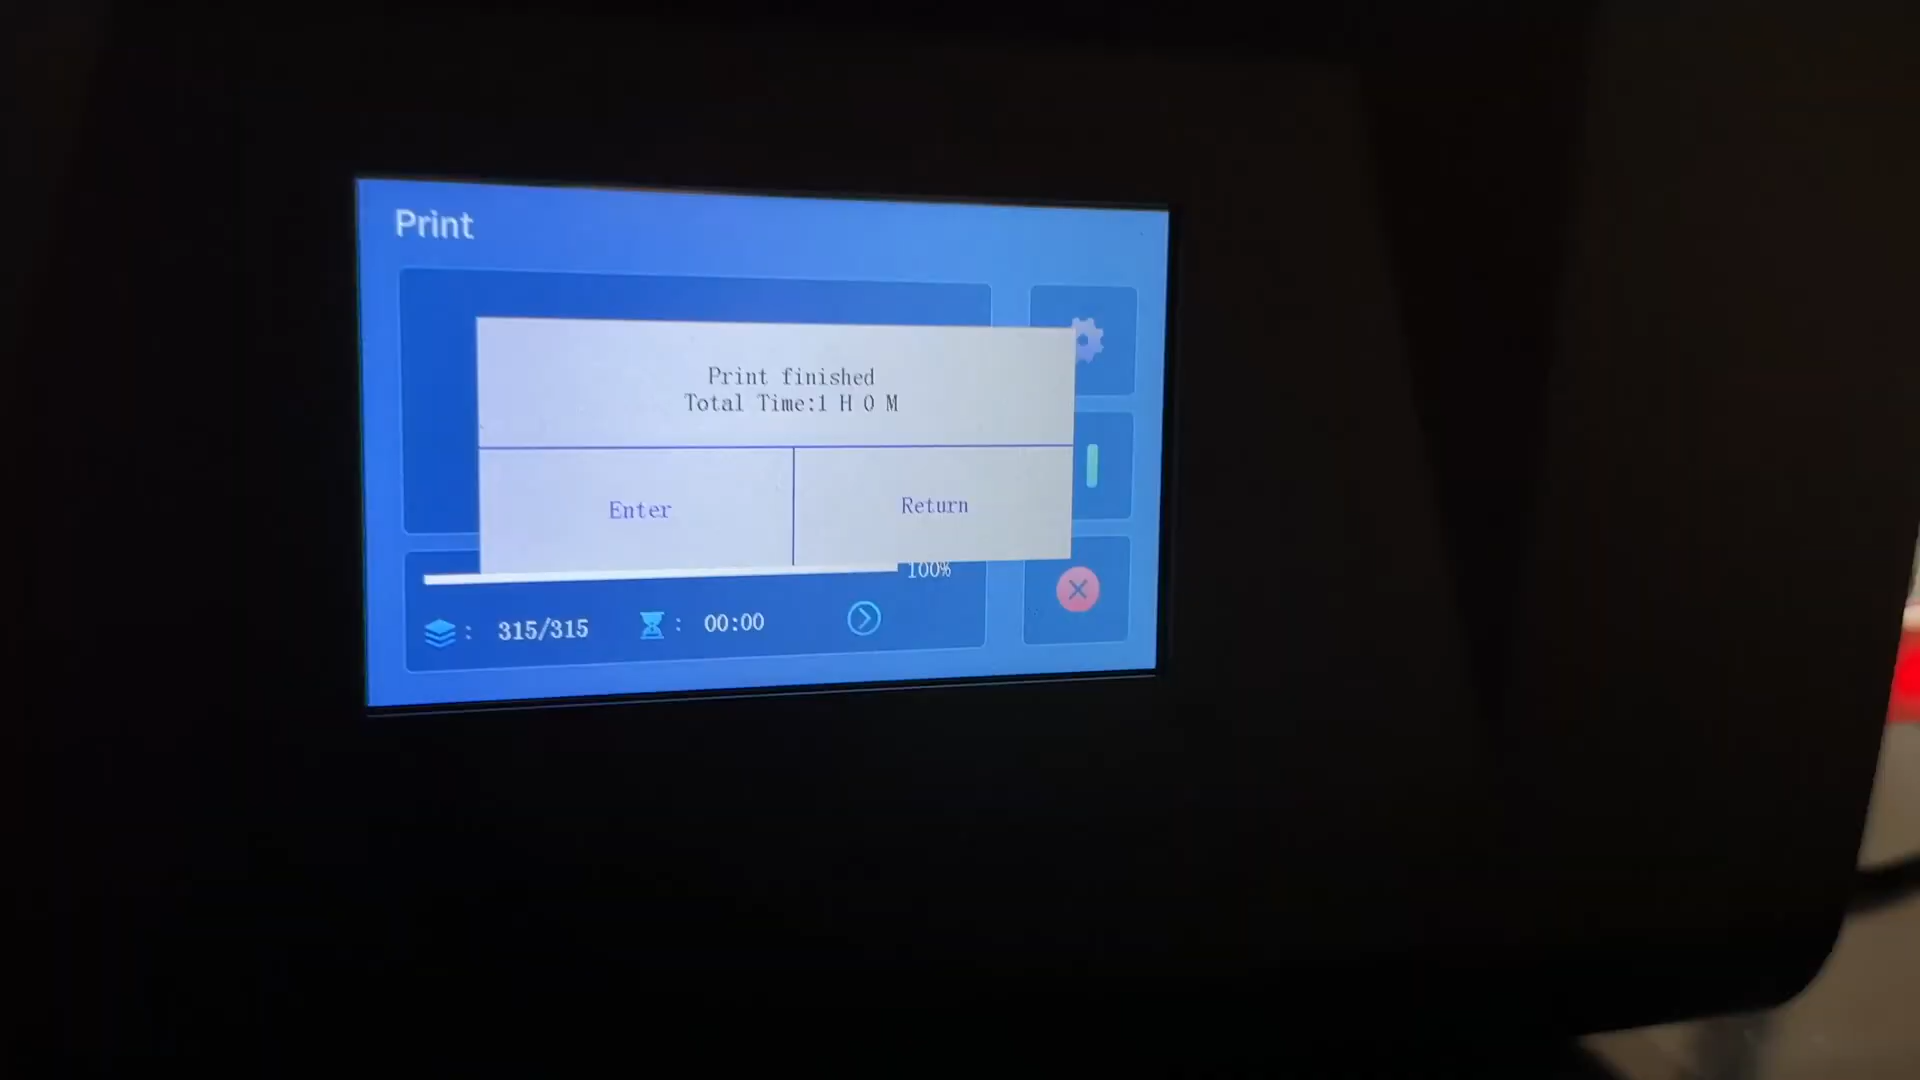 Print
Print finished
Total Time:1 H 0 M
Enter
Return
100%
: 315/315
: 00:00